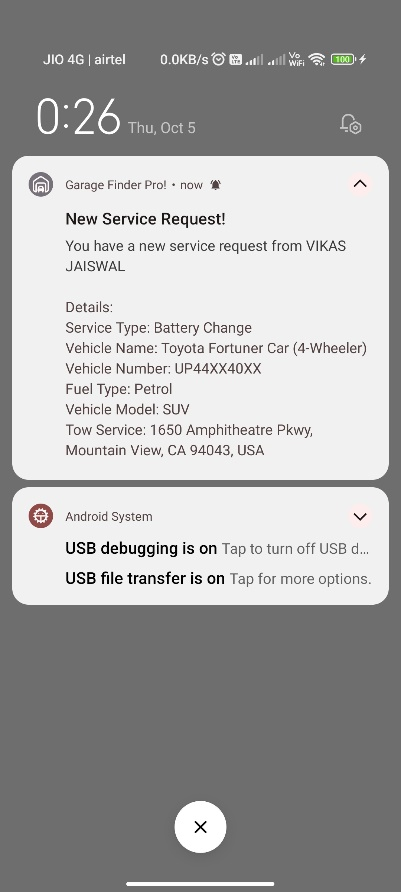 JIO 4G | airtel 0.0KB/s Vo WiFi 100
0:26 Thu, Oct 5
Garage Finder Pro! • now
New Service Request!
You have a new service request from VIKAS
JAISWAL
Details:
Service Type: Battery Change
Vehicle Name: Toyota Fortuner Car (4-Wheeler)
Vehicle Number: UP44XX40XX
Fuel Type: Petrol
Vehicle Model: SUV
Tow Service: 1650 Amphitheatre Pkwy,
Mountain View, CA 94043, USA
Android System
USB debugging is on Tap to turn off USB d...
USB file transfer is on Tap for more options.